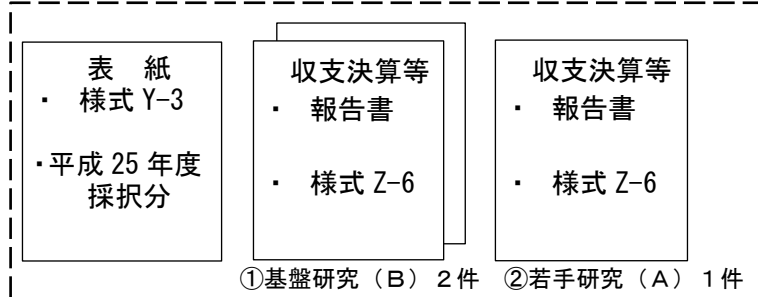 表　紙
・ 様式 Y-3
・平成 25 年度
採択分
収支決算等
・ 報告書
・ 様式 Z-6
収支決算等
・ 報告書
・ 様式 Z-6
①基盤研究（Ｂ） ２件
②若手研究（Ａ） １件